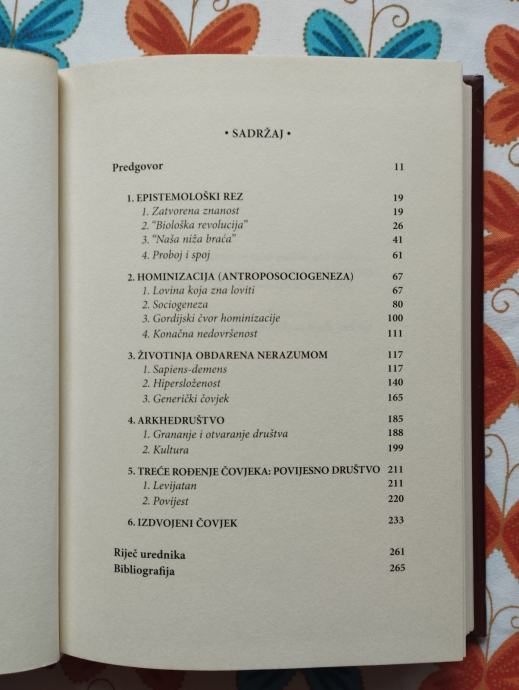 • SADRŽAJ •
Predgovor 11
1. EPISTEMOLOŠKI REZ 19
1. Zatvorena znanost 19
2. "Biološka revolucija" 26
3. "Naša niža braća" 41
4. Proboj i spoj 61
2. HOMINIZACIJA (ANTROPOSOCIOGENEZA) 67
1. Lovina koja zna loviti 67
2. Sociogeneza 80
3. Gordijski čvor hominizacije 100
4. Konačna nedovršenost 111
3. ŽIVOTINJA OBDARENA NERAZUMOM 117
1. Sapiens-demens 117
2. Hipersloženost 140
3. Generički čovjek 165
4. ARKHEDRUŠTVO 185
1. Grananje i otvaranje društva 188
2. Kultura 199
5. TREĆE ROĐENJE ČOVJEKA: POVIJESNO DRUŠTVO 211
1. Levijatan 211
2. Povijest 220
6. IZDVOJENI ČOVJEK 233
Riječ urednika 261
Bibliografija 265